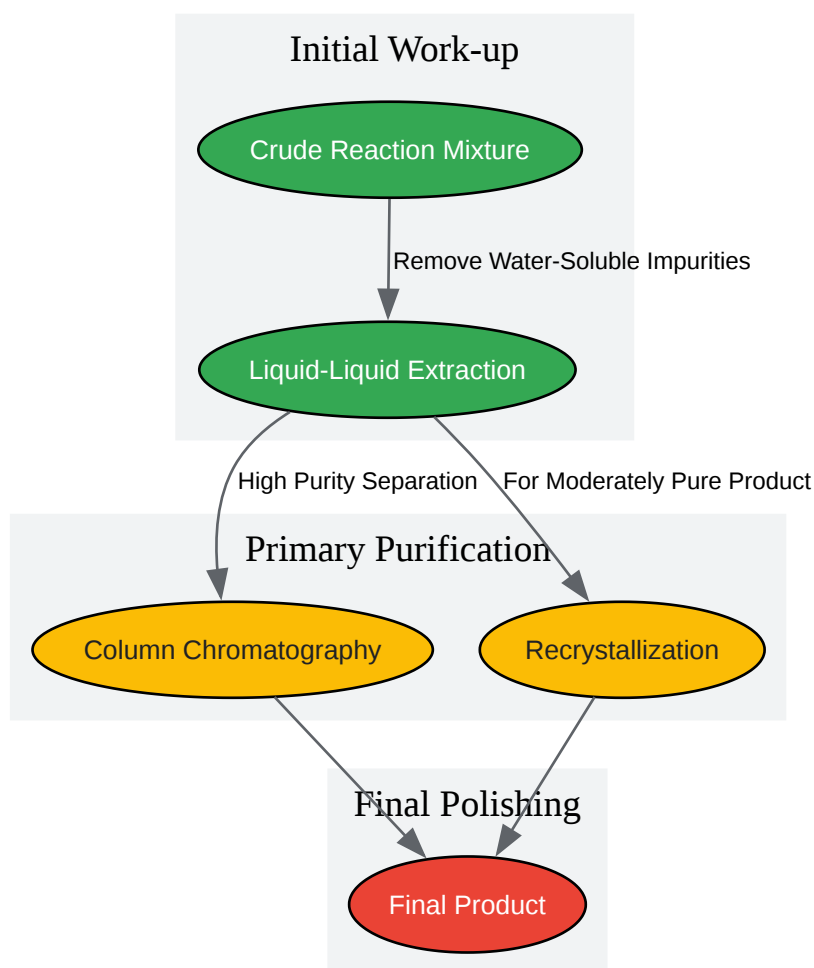 Initial Work-up
Crude Reaction Mixture
Remove Water-Soluble Impurities
Liquid-Liquid Extraction
High Purity Separation
For Moderately Pure Product
Primary Purification
Column Chromatography
Recrystallization
Final Polishing
Final Product